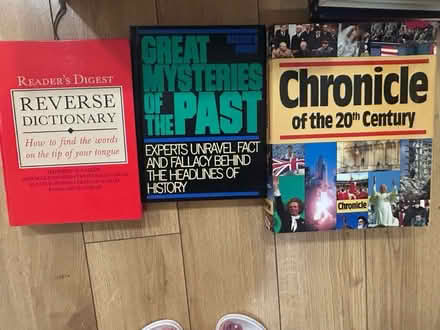 READER'S DIGEST
REVERSE
DICTIONARY
How to find the words
on the tip of your tongue
GREAT
MYSTERIES
OF THE
PAST
EXPERTS UNRAVEL FACT
AND FALLACY BEHIND
THE HEADLINES OF
HISTORY
Chronicle
of the 20th Century
Chronicle